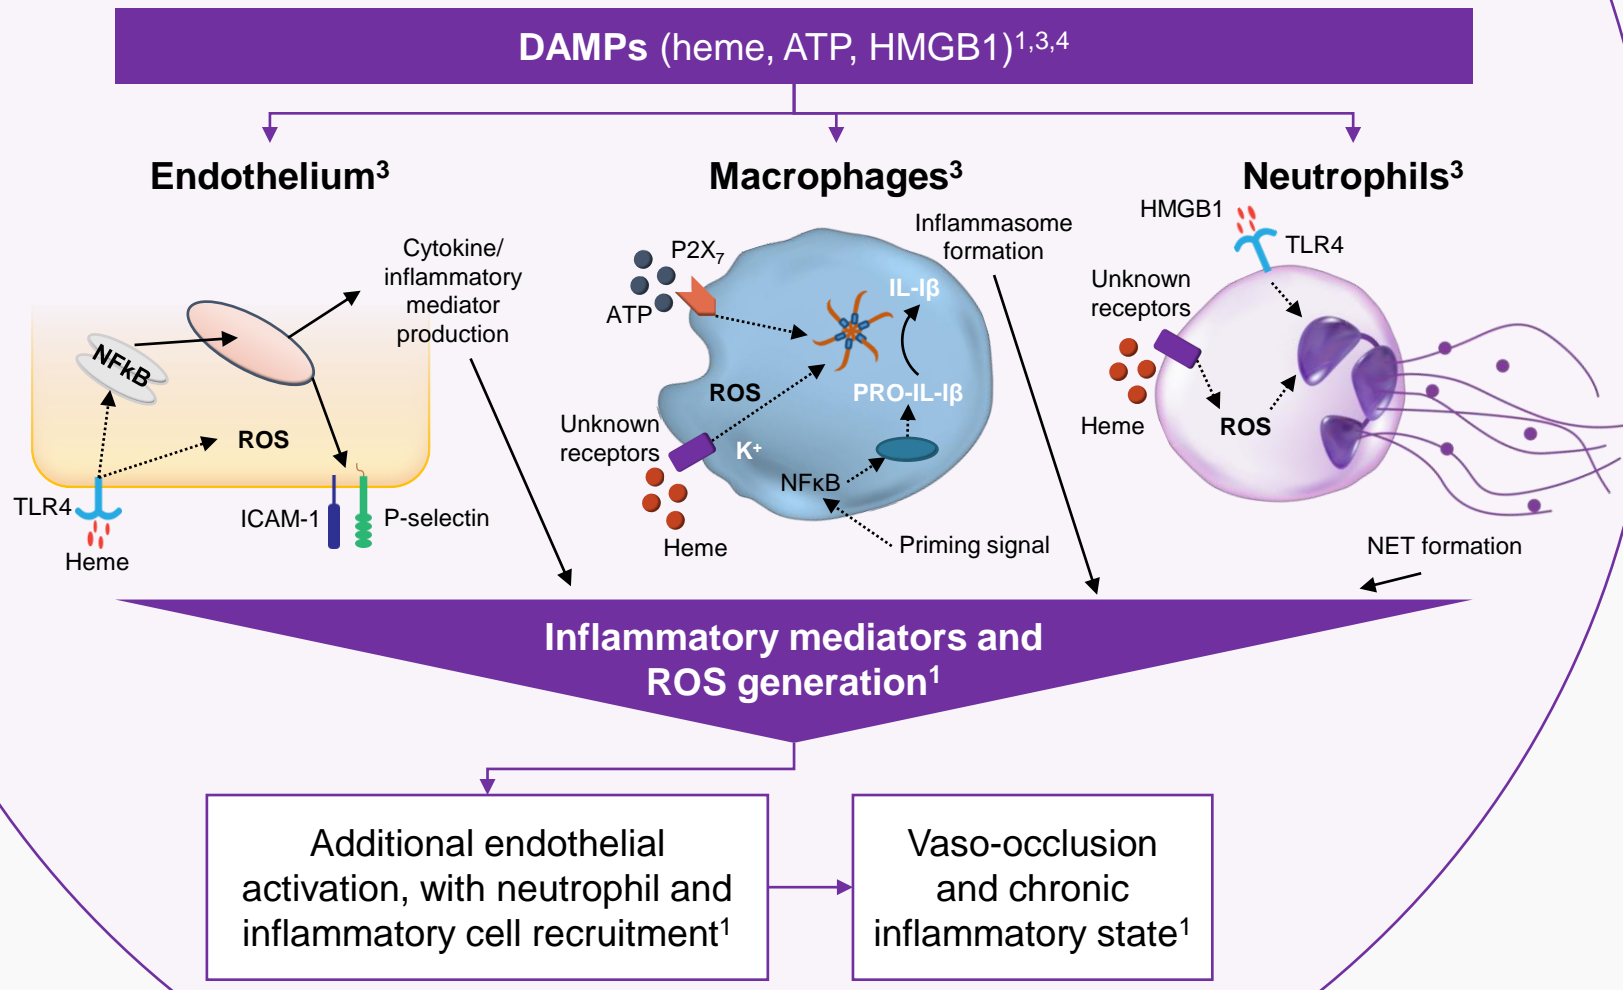 DAMPs (heme, ATP, HMGB1)1,3,4
Endothelium3
Macrophages3
Neutrophils3
Cytokine/
inflammatory
mediator
production
NFκB
ROS
TLR4
Heme
ICAM-1
P-selectin
Inflammasome
formation
P2X7
ATP
IL-Iβ
PRO-IL-Iβ
ROS
Unknown
receptors
K+
NFκB
Heme
Priming signal
HMGB1
TLR4
Unknown
receptors
Heme
ROS
NET formation
Inflammatory mediators and
ROS generation1
Additional endothelial
activation, with neutrophil and
inflammatory cell recruitment1
Vaso-occlusion
and chronic
inflammatory state1